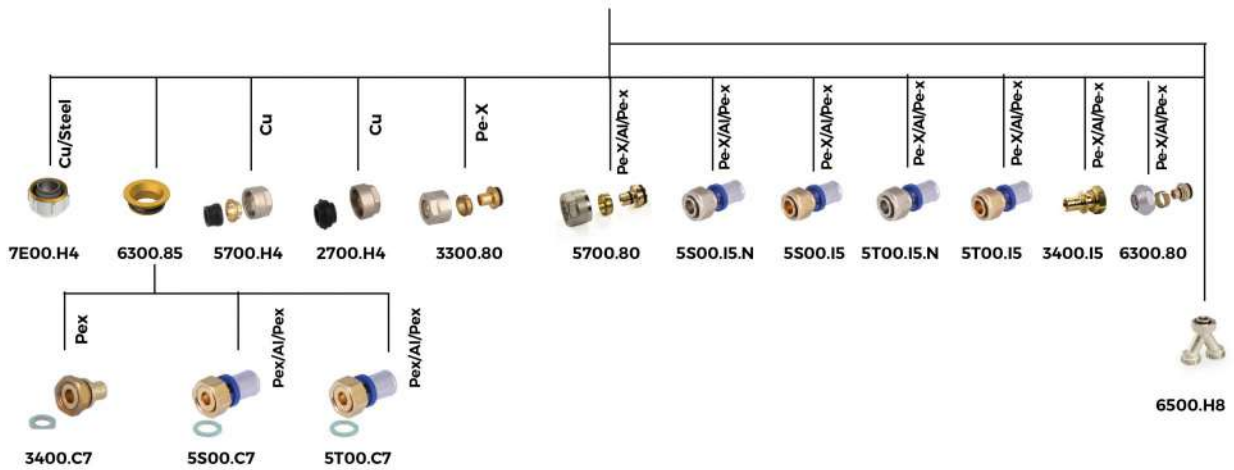 Cu/Steel
Cu
Cu
Pe-X
Pe-X/Al/Pe-x
Pe-X/Al/Pe-x
Pe-X/Al/Pe-x
Pe-X/Al/Pe-x
Pe-X/Al/Pe-x
Pe-X/Al/Pe-x
Pe-X/Al/Pe-x
7E00.H4
6300.85
5700.H4
2700.H4
3300.80
5700.80
5S00.I5.N
5S00.I5
5T00.I5.N
5T00.I5
3400.I5
6300.80
Pex
Pex/Al/Pex
Pex/Al/Pex
6500.H8
3400.C7
5S00.C7
5T00.C7